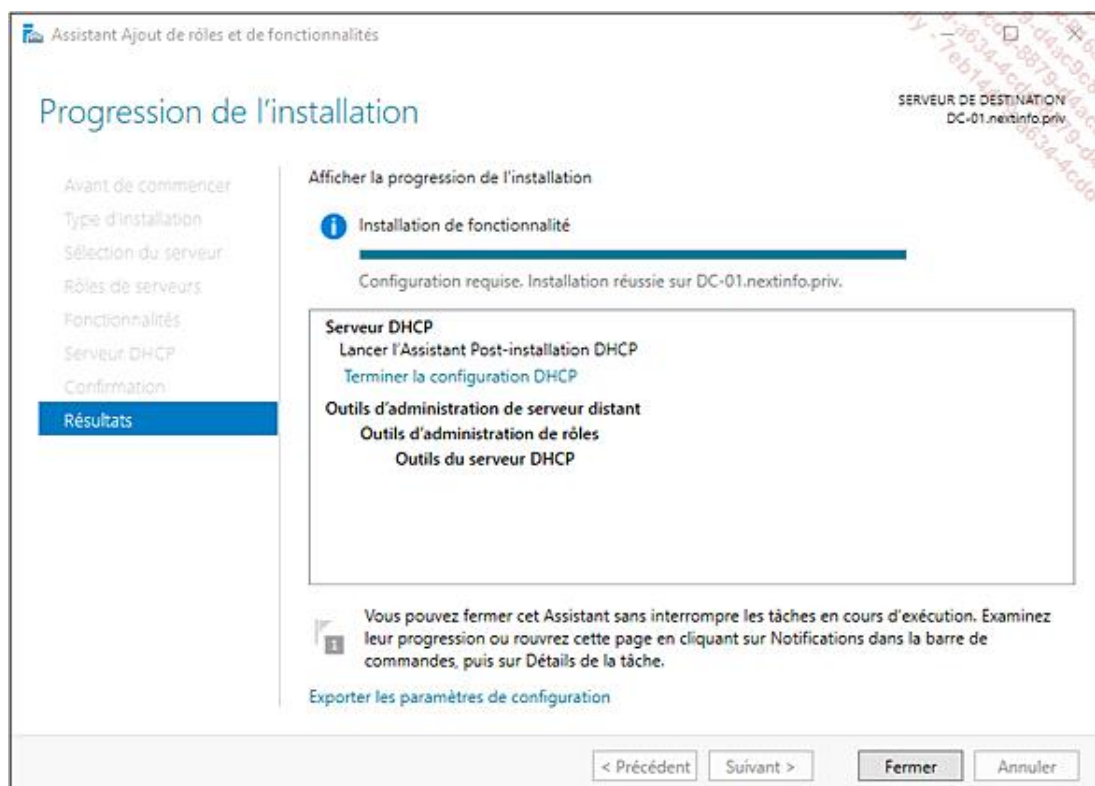 Assistant Ajout de rôles et de fonctionnalités
Progression de l'installation
SERVEUR DE DESTINATION
DC-01.nextinfo.priv
Avant de commencer
Type d'installation
Sélection du serveur
Rôles de serveurs
Fonctionnalités
Serveur DHCP
Confirmation
Résultats
Afficher la progression de l'installation
Installation de fonctionnalité
Configuration requise. Installation réussie sur DC-01.nextinfo.priv.
Serveur DHCP
Lancer l'Assistant Post-installation DHCP
Terminer la configuration DHCP
Outils d'administration de serveur distant
Outils d'administration de rôles
Outils du serveur DHCP
1
Vous pouvez fermer cet Assistant sans interrompre les tâches en cours d'exécution. Examinez
leur progression ou rouvrez cette page en cliquant sur Notifications dans la barre de
commandes, puis sur Détails de la tâche.
Exporter les paramètres de configuration
< Précédent
Suivant >
Fermer
Annuler